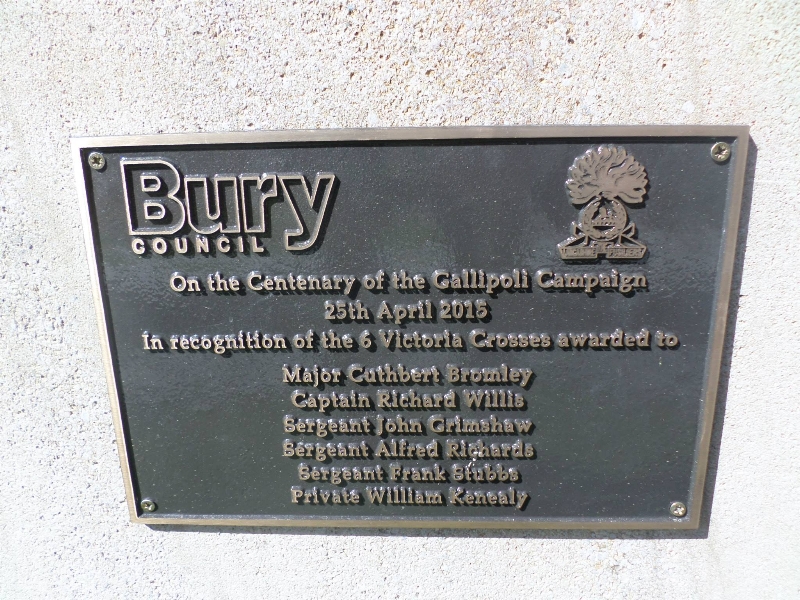 Bury
COUNCIL
LANCASHIRE FUSILIERS
On the Centenary of the Gallipoli Campaign
25th April 2015
In recognition of the 6 Victoria Crosses awarded to
Major Cuthbert Bromley
Captain Richard Willis
Sergeant John Grimshaw
Sergeant Alfred Richards
Sergeant Frank Stubbs
Private William Kenealy